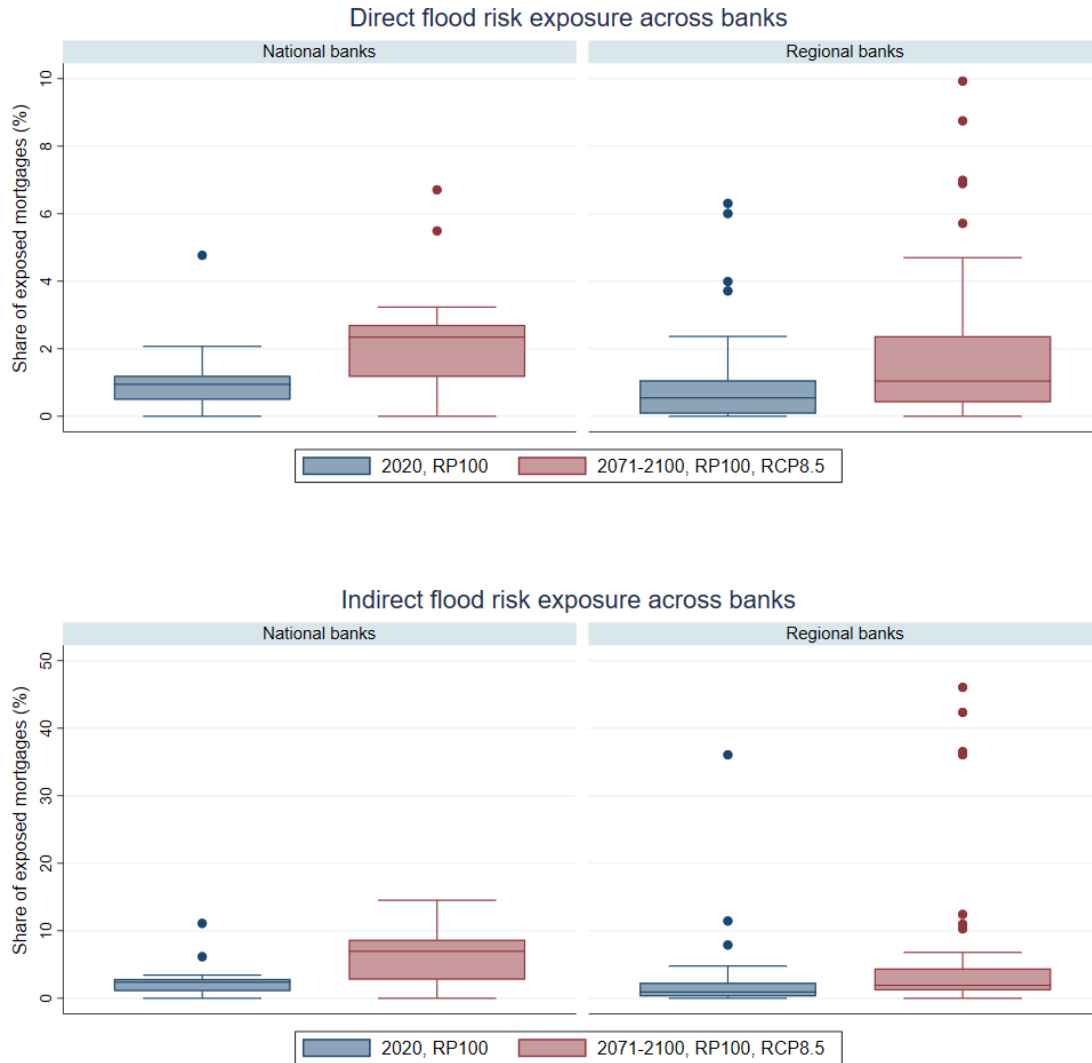 Direct flood risk exposure across banks
National banks
Regional banks
Share of exposed mortgages (%)
10
8
6
4
2
0
2020, RP100
2071-2100, RP100, RCP8.5
Indirect flood risk exposure across banks
National banks
Regional banks
Share of exposed mortgages (%)
50
40
30
20
10
0
2020, RP100
2071-2100, RP100, RCP8.5